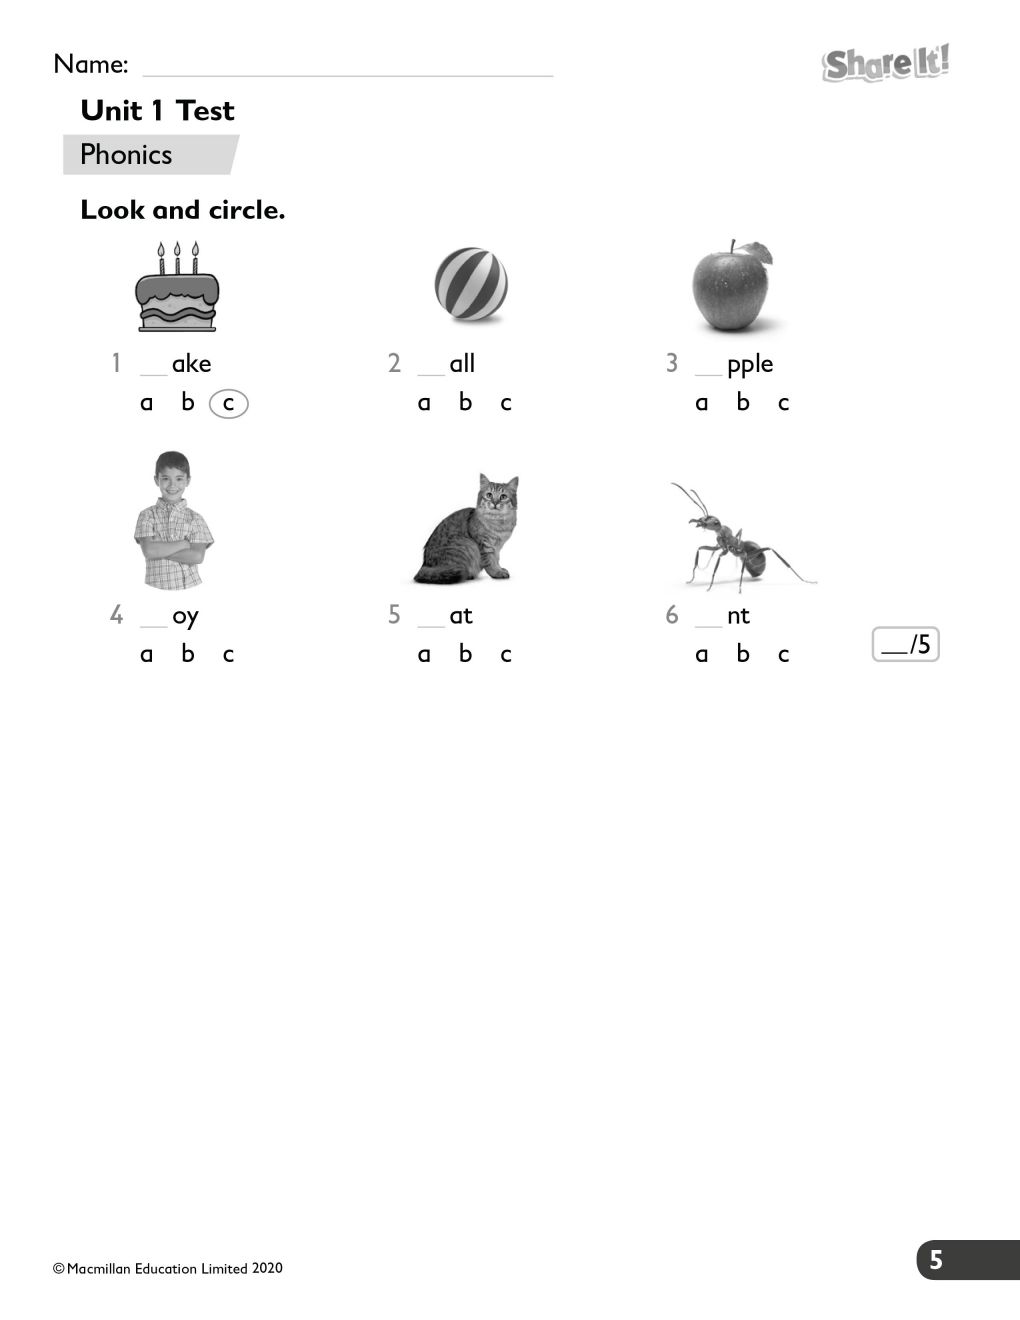 Name:
Share It!
Unit 1 Test
Phonics
Look and circle.
1 __ ake
2 __ all
3 __ pple
a b c
a b c
a b c
4 __ oy
5 __ at
6 __ nt
a b c
a b c
a b c
__/5
© Macmillan Education Limited 2020
5